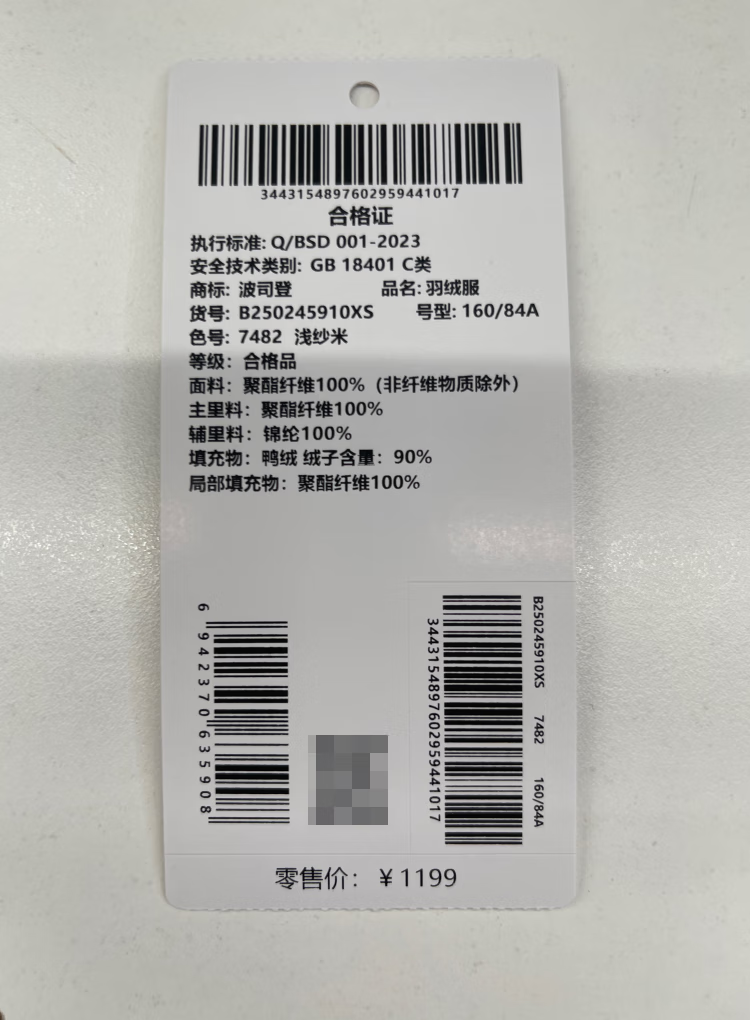 3443154897602959441017
合格证
执行标准: Q/BSD 001-2023
安全技术类别: GB 18401 C类
商标: 波司登 品名: 羽绒服
货号: B250245910XS 号型: 160/84A
色号: 7482 浅纱米
等级: 合格品
面料: 聚酯纤维100%（非纤维物质除外）
主里料: 聚酯纤维100%
辅里料: 锦纶100%
填充物: 鸭绒 绒子含量: 90%
局部填充物: 聚酯纤维100%
6 942370 635908
3443154897602959441017
B250245910XS 7482 160/84A
零售价: ¥1199